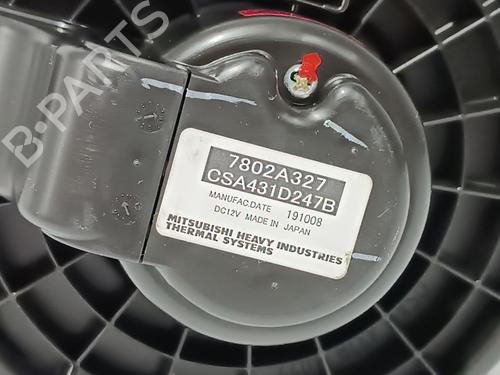 B-PARTS
7802A327
CSA431D247B
MANUFAC.DATE 191008
DC12V MADE IN JAPAN
MITSUBISHI HEAVY INDUSTRIES
THERMAL SYSTEMS